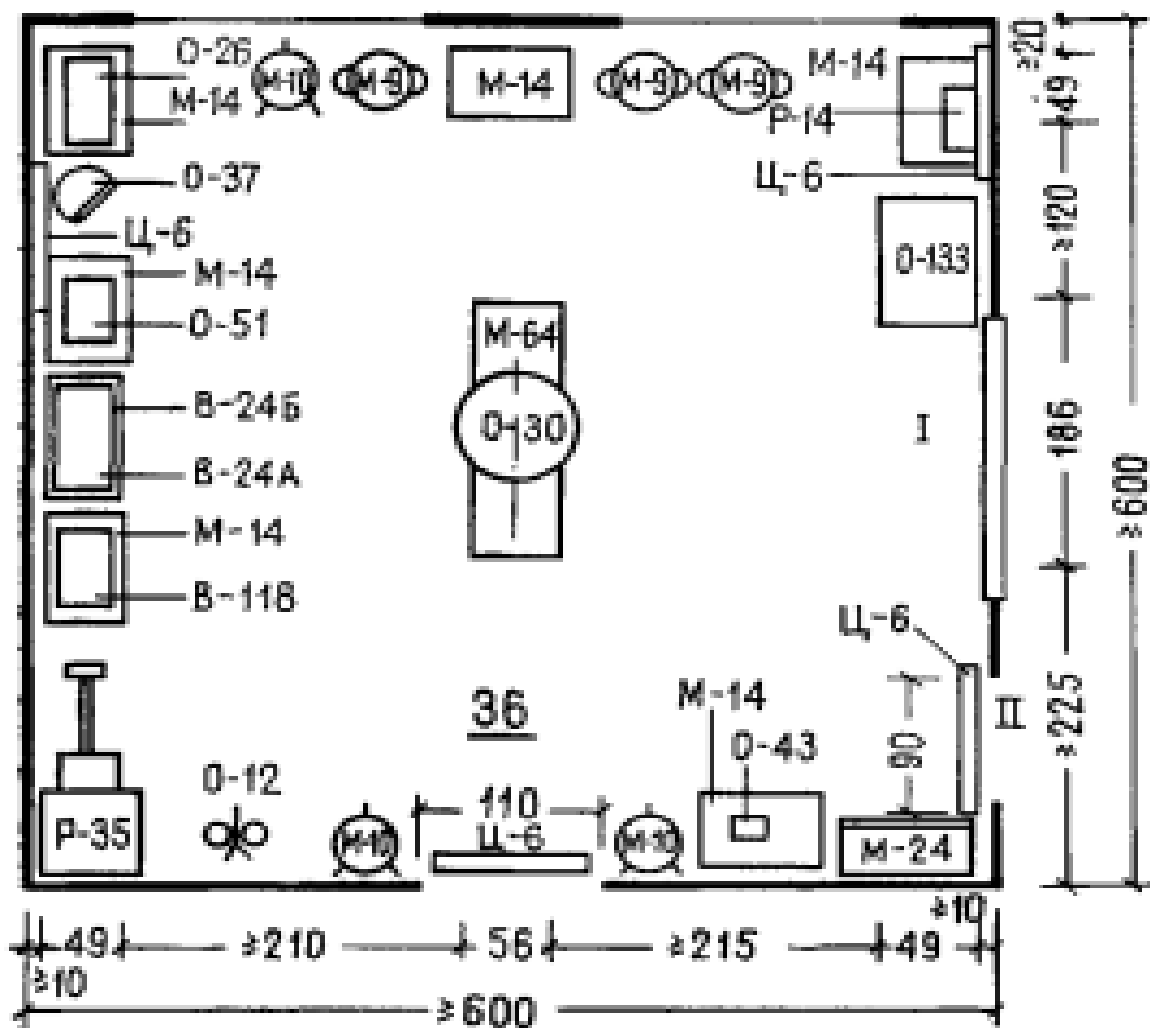 О-26
М-14
М-10
М-9
М-14
М-9
М-9
М-14
Р-14
Ц-6
≥20
49
≥120
186
≥225
≥600
О-37
Ц-6
М-14
О-51
В-24Б
В-24А
М-14
В-118
М-64
О-130
О-133
I
II
Ц-6
90
36
М-14
О-43
О-12
110
Ц-6
Р-35
М-10
М-10
М-24
≥10
49
≥210
56
≥215
49
≥10
≥600